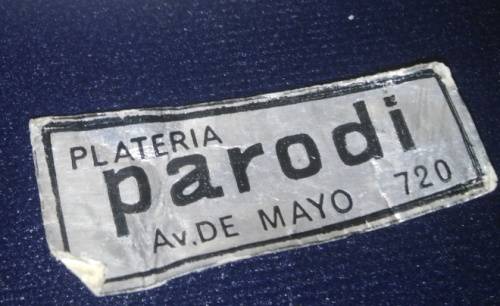 PLATERIA
parodi
Av. DE MAYO 720